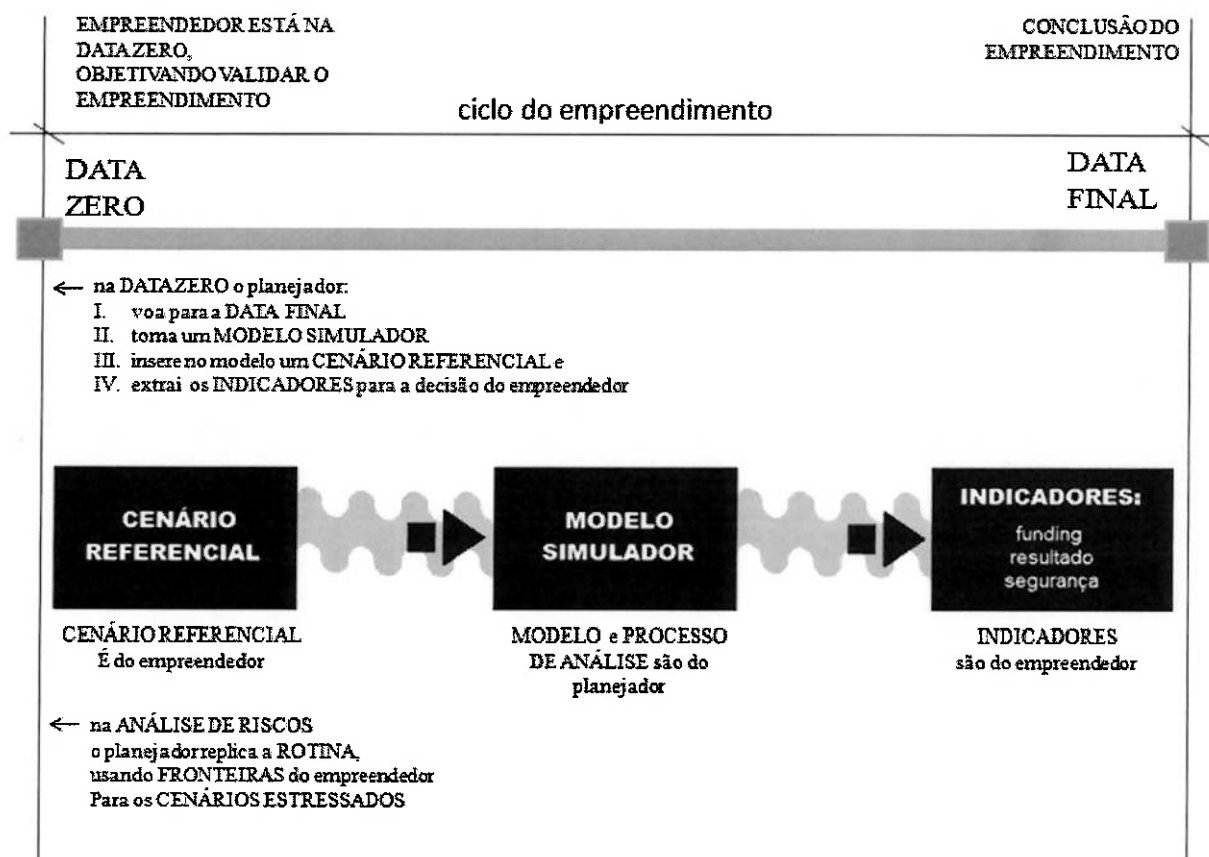 EMPREENDEDOR ESTÁ NA
DATAZERO,
OBJETIVANDO VALIDAR O
EMPREENDIMENTO
CONCLUSÃO DO
EMPREENDIMENTO
ciclo do empreendimento
DATA
ZERO
DATA
FINAL
← na DATAZERO o planejador:
I. voa para a DATA FINAL
II. toma um MODELO SIMULADOR
III. insere no modelo um CENÁRIO REFERENCIAL e
IV. extrai os INDICADORES para a decisão do empreendedor
CENÁRIO
REFERENCIAL
MODELO
SIMULADOR
INDICADORES:
funding
resultado
segurança
CENÁRIO REFERENCIAL
É do empreendedor
MODELO e PROCESSO
DE ANÁLISE são do
planejador
INDICADORES
são do empreendedor
← na ANÁLISE DE RISCOS
o planejador replica a ROTINA,
usando FRONTEIRAS do empreendedor
Para os CENÁRIOS ESTRESSADOS